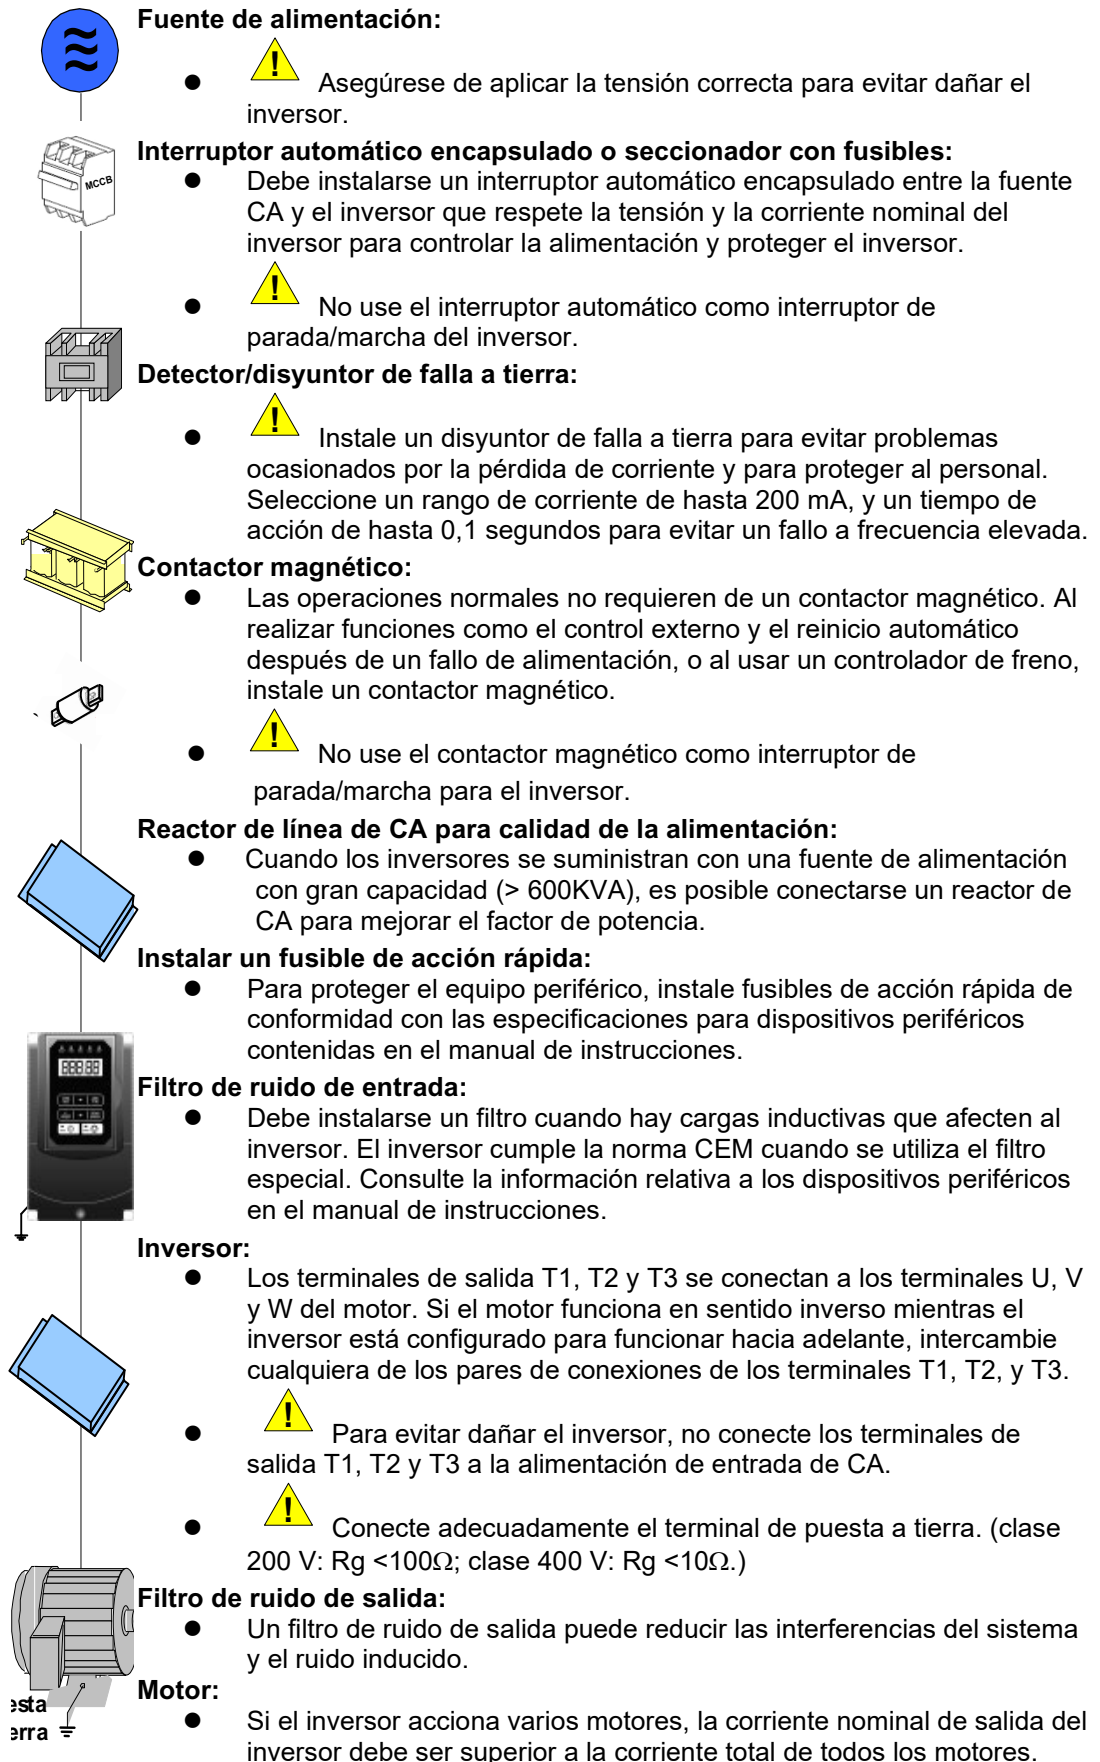 Fuente de alimentación:
● Asegúrese de aplicar la tensión correcta para evitar dañar el
inversor.
Interruptor automático encapsulado o seccionador con fusibles:
MCCB
● Debe instalarse un interruptor automático encapsulado entre la fuente
CA y el inversor que respete la tensión y la corriente nominal del
inversor para controlar la alimentación y proteger el inversor.
● No use el interruptor automático como interruptor de
parada/marcha del inversor.
Detector/disyuntor de falla a tierra:
● Instale un disyuntor de falla a tierra para evitar problemas
ocasionados por la pérdida de corriente y para proteger al personal.
Seleccione un rango de corriente de hasta 200 mA, y un tiempo de
acción de hasta 0,1 segundos para evitar un fallo a frecuencia elevada.
Contactor magnético:
● Las operaciones normales no requieren de un contactor magnético. Al
realizar funciones como el control externo y el reinicio automático
después de un fallo de alimentación, o al usar un controlador de freno,
instale un contactor magnético.
● No use el contactor magnético como interruptor de
parada/marcha para el inversor.
Reactor de línea de CA para calidad de la alimentación:
● Cuando los inversores se suministran con una fuente de alimentación
con gran capacidad (> 600KVA), es posible conectarse un reactor de
CA para mejorar el factor de potencia.
Instalar un fusible de acción rápida:
● Para proteger el equipo periférico, instale fusibles de acción rápida de
conformidad con las especificaciones para dispositivos periféricos
contenidas en el manual de instrucciones.
Filtro de ruido de entrada:
● Debe instalarse un filtro cuando hay cargas inductivas que afecten al
inversor. El inversor cumple la norma CEM cuando se utiliza el filtro
especial. Consulte la información relativa a los dispositivos periféricos
en el manual de instrucciones.
Inversor:
● Los terminales de salida T1, T2 y T3 se conectan a los terminales U, V
y W del motor. Si el motor funciona en sentido inverso mientras el
inversor está configurado para funcionar hacia adelante, intercambie
cualquiera de los pares de conexiones de los terminales T1, T2, y T3.
● Para evitar dañar el inversor, no conecte los terminales de
salida T1, T2 y T3 a la alimentación de entrada de CA.
● Conecte adecuadamente el terminal de puesta a tierra. (clase
200 V: Rg <100Ω; clase 400 V: Rg <10Ω.)
Filtro de ruido de salida:
● Un filtro de ruido de salida puede reducir las interferencias del sistema
y el ruido inducido.
Motor:
esta
erra
● Si el inversor acciona varios motores, la corriente nominal de salida del
inversor debe ser superior a la corriente total de todos los motores.